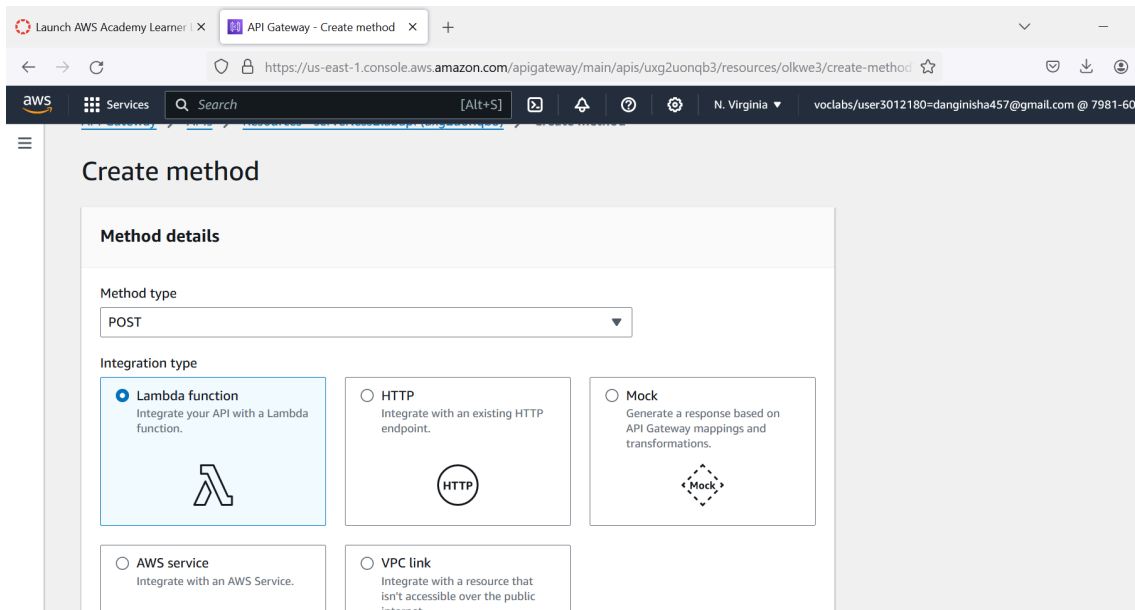 Launch AWS Academy Learner L
API Gateway - Create method
https://us-east-1.console.aws.amazon.com/apigateway/main/apis/uxg2uonqb3/resources/olkwe3/create-method
aws Services Search [Alt+S] N. Virginia voclabs/user3012180=danginisha457@gmail.com @ 7981-60
Create method
Method details
Method type
POST
Integration type
Lambda function
Integrate your API with a Lambda
function.
HTTP
Integrate with an existing HTTP
endpoint.
HTTP
Mock
Generate a response based on
API Gateway mappings and
transformations.
Mock
AWS service
Integrate with an AWS Service.
VPC link
Integrate with a resource that
isn't accessible over the public